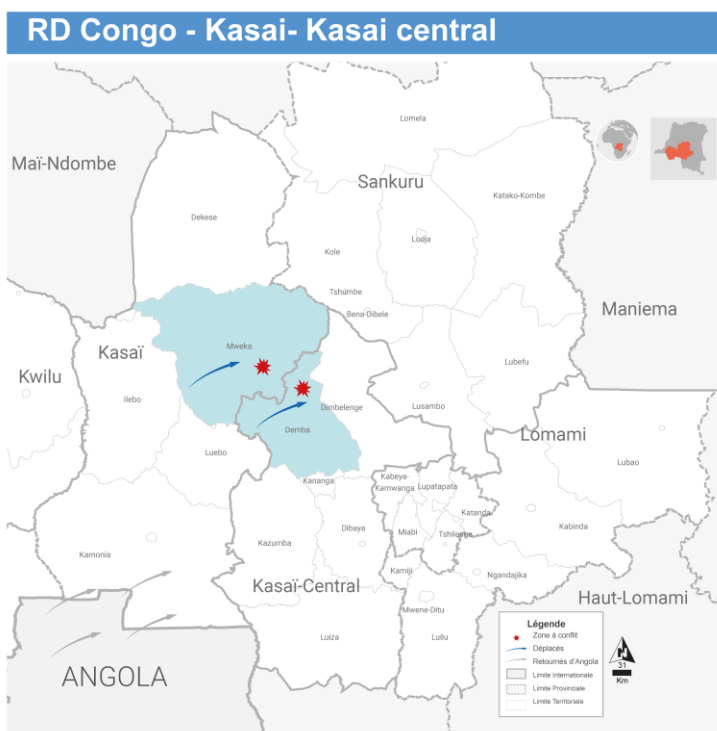 RD Congo - Kasai- Kasai central
Lomela
Maï-Ndombe
Sankuru
Katako-Kombe
Dekese
Lodja
Kole
Tshumbe
Bena-Dibele
Maniema
Mweka
Kasaï
Lubefu
Kwilu
Ilebo
Lusambo
Dimbelenge
Demba
Lomami
Luebo
Lubao
Kananga
Kabeya-
Kamwanga
Lupatapata
Katanda
Dibaya
Miabi
Tshilenge
Kabinda
Kazumba
Kamonia
Kamiji
Ngandajika
Kasaï-Central
Haut-Lomami
Mwene-Ditu
Luiza
Luilu
ANGOLA
Légende
Zone à conflit
Déplacés
Retournés d'Angola
Limite Internationale
Limite Provinciale
Limite Territoriale
N
31
Km